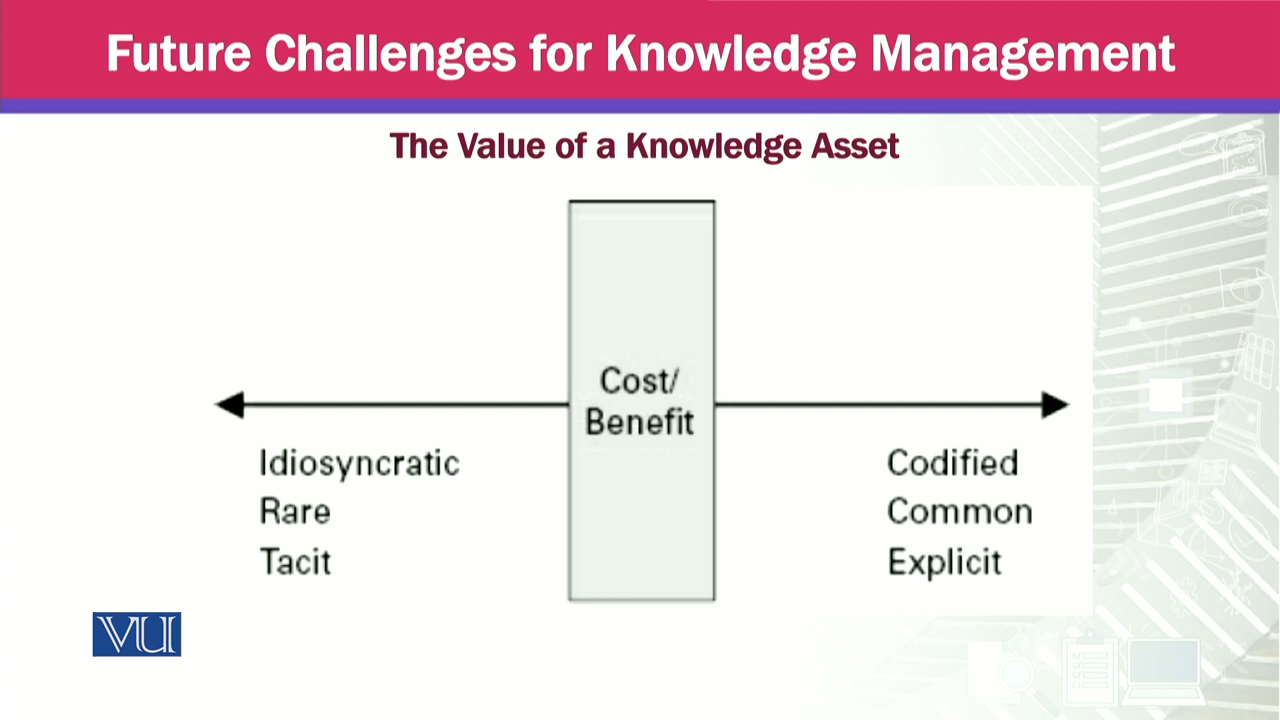 Future Challenges for Knowledge Management
The Value of a Knowledge Asset
Cost/
Benefit
Idiosyncratic
Rare
Tacit
Codified
Common
Explicit
VU